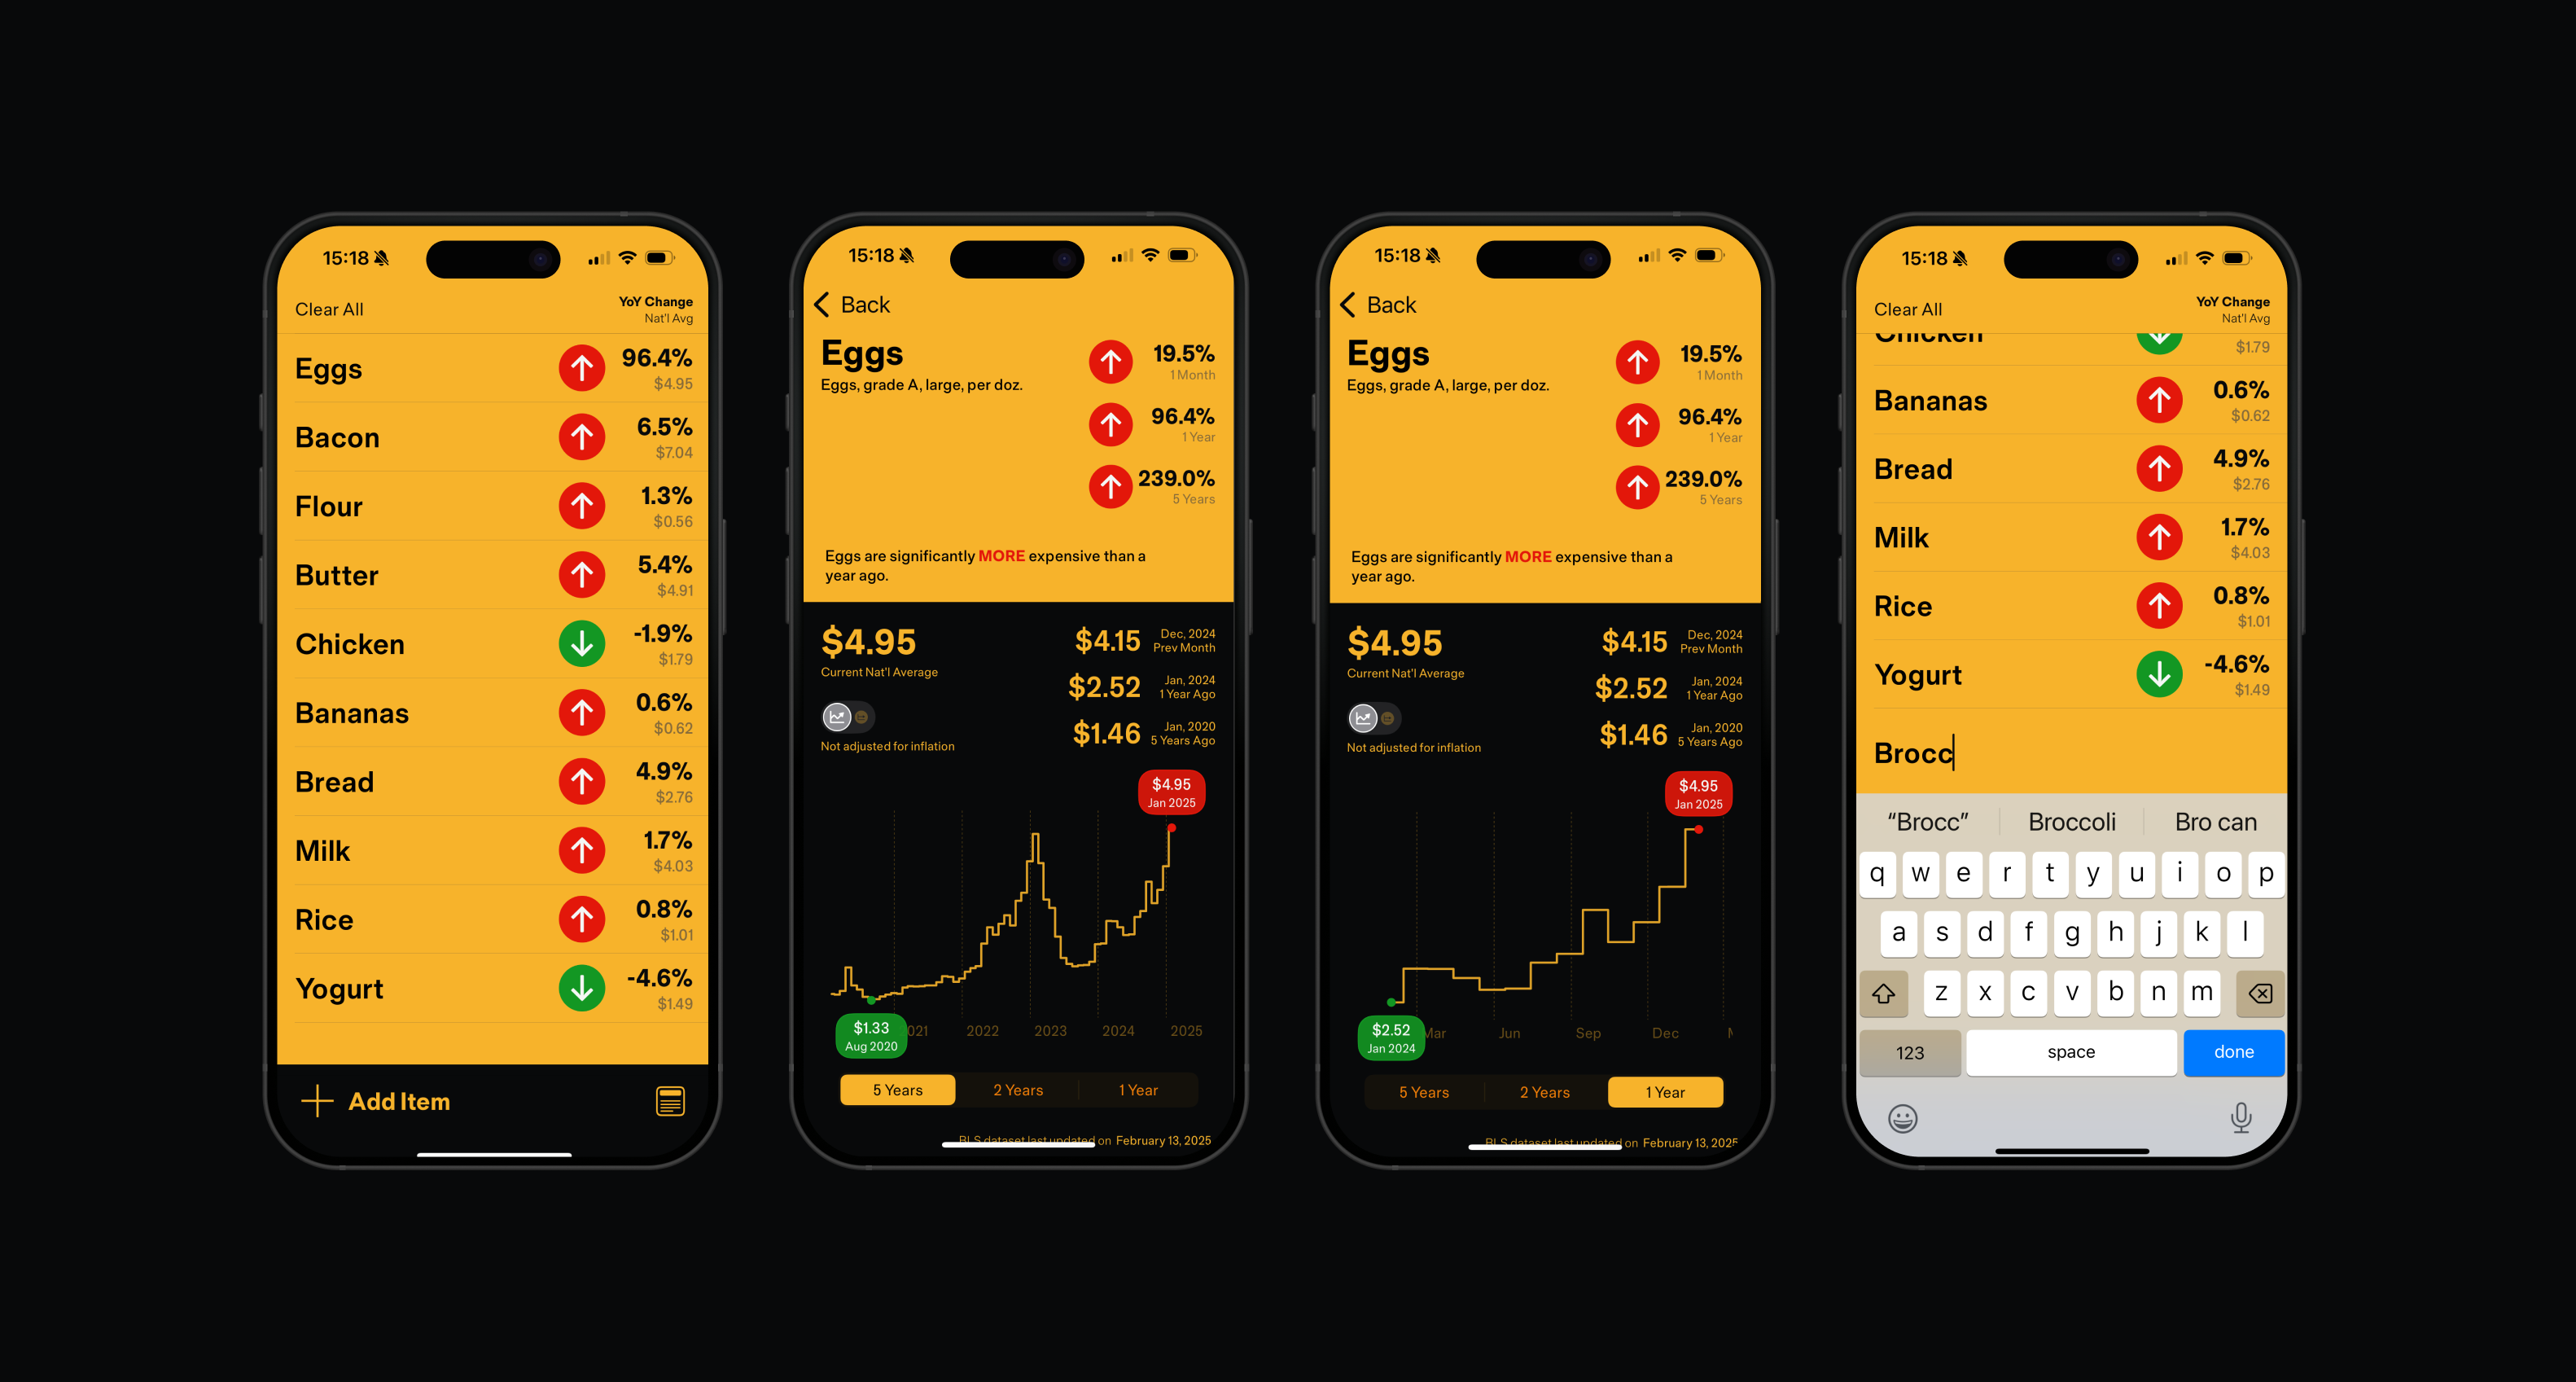 15:18
Clear All
YoY Change
Nat'l Avg
Eggs
96.4%
$4.95
Bacon
6.5%
$7.04
Flour
1.3%
$0.56
Butter
5.4%
$4.91
Chicken
-1.9%
$1.79
Bananas
0.6%
$0.62
Bread
4.9%
$2.76
Milk
1.7%
$4.03
Rice
0.8%
$1.01
Yogurt
-4.6%
$1.49
Add Item
15:18
Back
Eggs
Eggs, grade A, large, per doz.
19.5%
1 Month
96.4%
1 Year
239.0%
5 Years
Eggs are significantly MORE expensive than a
year ago.
$4.95
Current Nat'l Average
Not adjusted for inflation
$4.15
Dec, 2024
Prev Month
$2.52
Jan, 2024
1 Year Ago
$1.46
Jan, 2020
5 Years Ago
$4.95
Jan 2025
$1.33
Aug 2020
021 2022 2023 2024 2025
5 Years 2 Years 1 Year
BLS dataset last updated on February 13, 2025
15:18
Back
Eggs
Eggs, grade A, large, per doz.
19.5%
1 Month
96.4%
1 Year
239.0%
5 Years
Eggs are significantly MORE expensive than a
year ago.
$4.95
Current Nat'l Average
Not adjusted for inflation
$4.15
Dec, 2024
Prev Month
$2.52
Jan, 2024
1 Year Ago
$1.46
Jan, 2020
5 Years Ago
$4.95
Jan 2025
$2.52
Jan 2024
Mar Jun Sep Dec
5 Years 2 Years 1 Year
BLS dataset last updated on February 13, 2025
15:18
Clear All
YoY Change
Nat'l Avg
Chicken
$1.79
Bananas
0.6%
$0.62
Bread
4.9%
$2.76
Milk
1.7%
$4.03
Rice
0.8%
$1.01
Yogurt
-4.6%
$1.49
Brocc
“Brocc” Broccoli Bro can
q w e r t y u i o p
a s d f g h j k l
z x c v b n m
123 space done